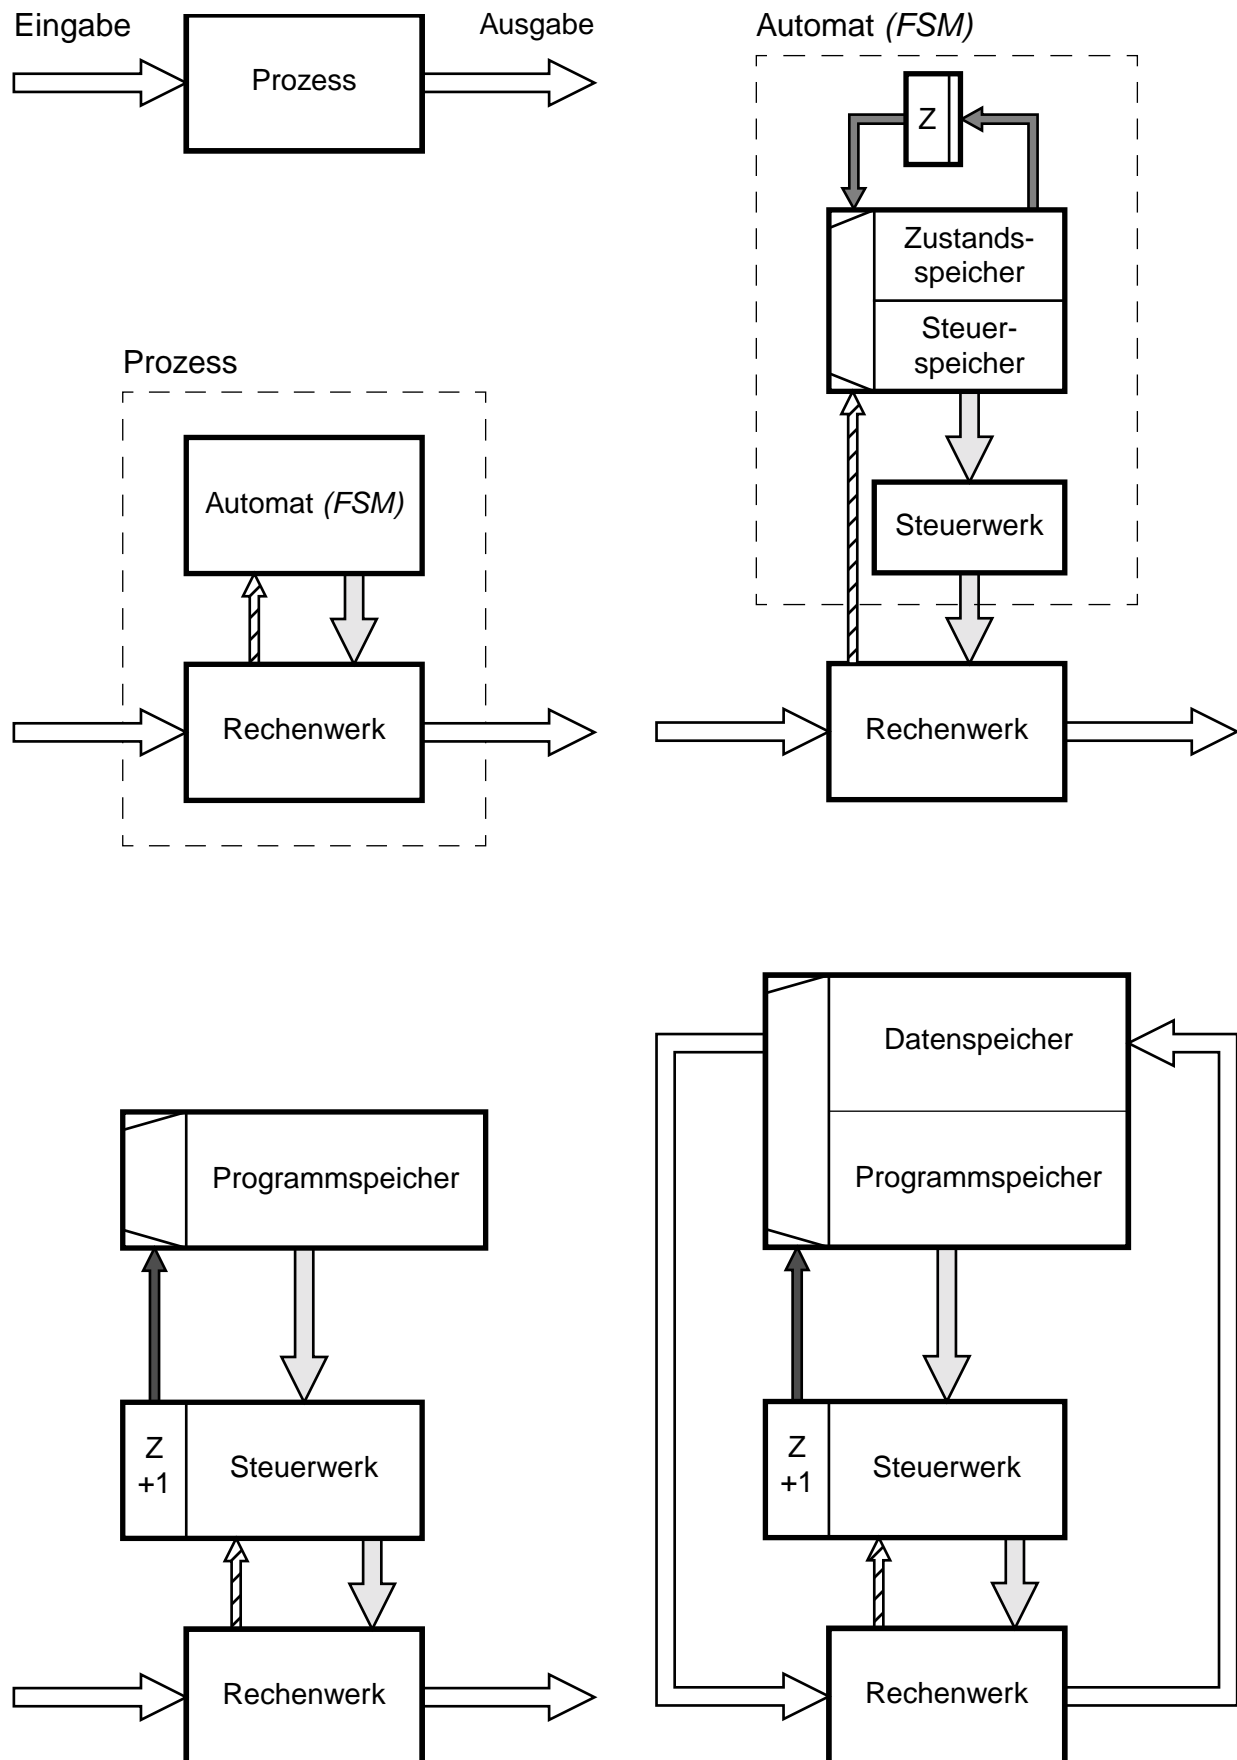 Eingabe
Ausgabe
Prozess
Automat (FSM)
Z
Zustands-
speicher
Steuer-
speicher
Steuerwerk
Rechenwerk
Prozess
Automat (FSM)
Rechenwerk
Programmspeicher
Z
+1
Steuerwerk
Rechenwerk
Datenspeicher
Programmspeicher
Z
+1
Steuerwerk
Rechenwerk